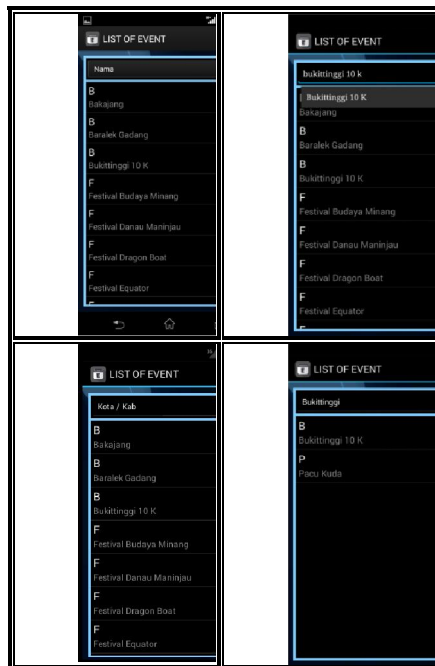 LIST OF EVENT
Nama
B
Bakajang
B
Baralek Gadang
B
Bukittinggi 10 K
F
Festival Budaya Minang
F
Festival Danau Maninjau
F
Festival Dragon Boat
F
Festival Equator
LIST OF EVENT
bukittinggi 10 k
Bukittinggi 10 K
Bakajang
B
Baralek Gadang
B
Bukittinggi 10 K
F
Festival Budaya Minang
F
Festival Danau Maninjau
F
Festival Dragon Boat
F
Festival Equator
LIST OF EVENT
Kota / Kab
B
Bakajang
B
Baralek Gadang
B
Bukittinggi 10 K
F
Festival Budaya Minang
F
Festival Danau Maninjau
F
Festival Dragon Boat
F
Festival Equator
LIST OF EVENT
Bukittinggi
B
Bukittinggi 10 K
P
Pacu Kuda